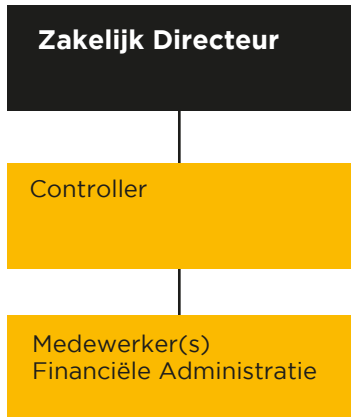 Zakelijk Directeur
Controller
Medewerker(s)
Financiële Administratie